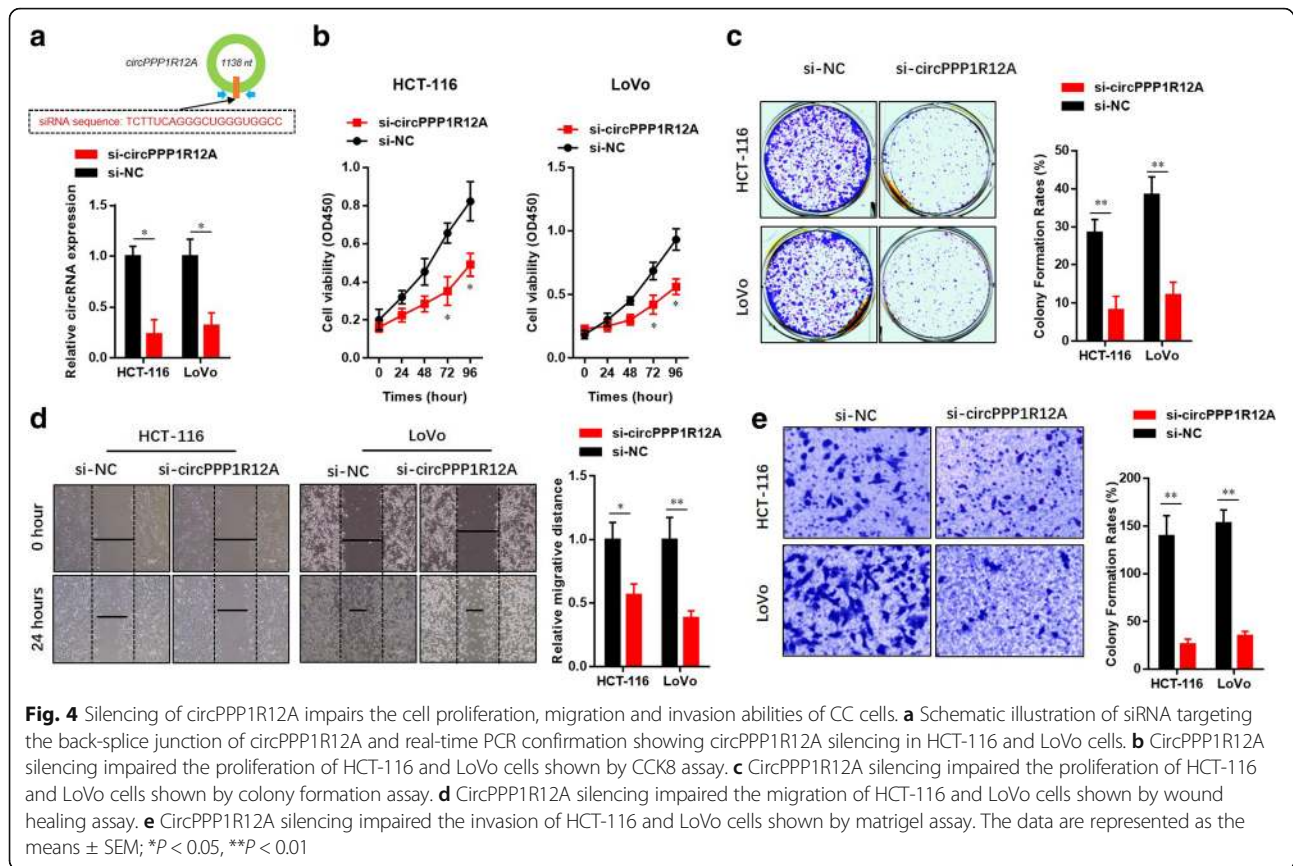 a
circPPP1R12A
1138 nt
siRNA sequence: TCTTUCAGGGCUGGGUGGCC
si-circPPP1R12A
si-NC
Relative circRNA expression
1.5
1.0
0.5
0.0
HCT-116 LoVo
* *
b
HCT-116
si-circPPP1R12A
si-NC
Cell viability (OD450)
1.0
0.8
0.6
0.4
0.2
0.0
* *
0 24 48 72 96
Times (hour)
LoVo
si-circPPP1R12A
si-NC
Cell viability (OD450)
1.5
1.0
0.5
0.0
* *
0 24 48 72 96
Times (hour)
c
si-NC si-circPPP1R12A
HCT-116
LoVo
si-circPPP1R12A
si-NC
Colony Formation Rates (%)
50
40
30
20
10
0
** **
HCT-116 LoVo
d
HCT-116 LoVo
si-NC si-circPPP1R12A si-NC si-circPPP1R12A
0 hour
24 hours
si-circPPP1R12A
si-NC
Relative migrative distance
1.5
1.0
0.5
0.0
* **
HCT-116 LoVo
e
si-NC si-circPPP1R12A
HCT-116
LoVo
si-circPPP1R12A
si-NC
Colony Formation Rates (%)
200
150
100
50
0
** **
HCT-116 LoVo
Fig. 4 Silencing of circPPP1R12A impairs the cell proliferation, migration and invasion abilities of CC cells. a Schematic illustration of siRNA targeting
the back-splice junction of circPPP1R12A and real-time PCR confirmation showing circPPP1R12A silencing in HCT-116 and LoVo cells. b CircPPP1R12A
silencing impaired the proliferation of HCT-116 and LoVo cells shown by CCK8 assay. c CircPPP1R12A silencing impaired the proliferation of HCT-116
and LoVo cells shown by colony formation assay. d CircPPP1R12A silencing impaired the migration of HCT-116 and LoVo cells shown by wound
healing assay. e CircPPP1R12A silencing impaired the invasion of HCT-116 and LoVo cells shown by matrigel assay. The data are represented as the
means ± SEM; *P < 0.05, **P < 0.01